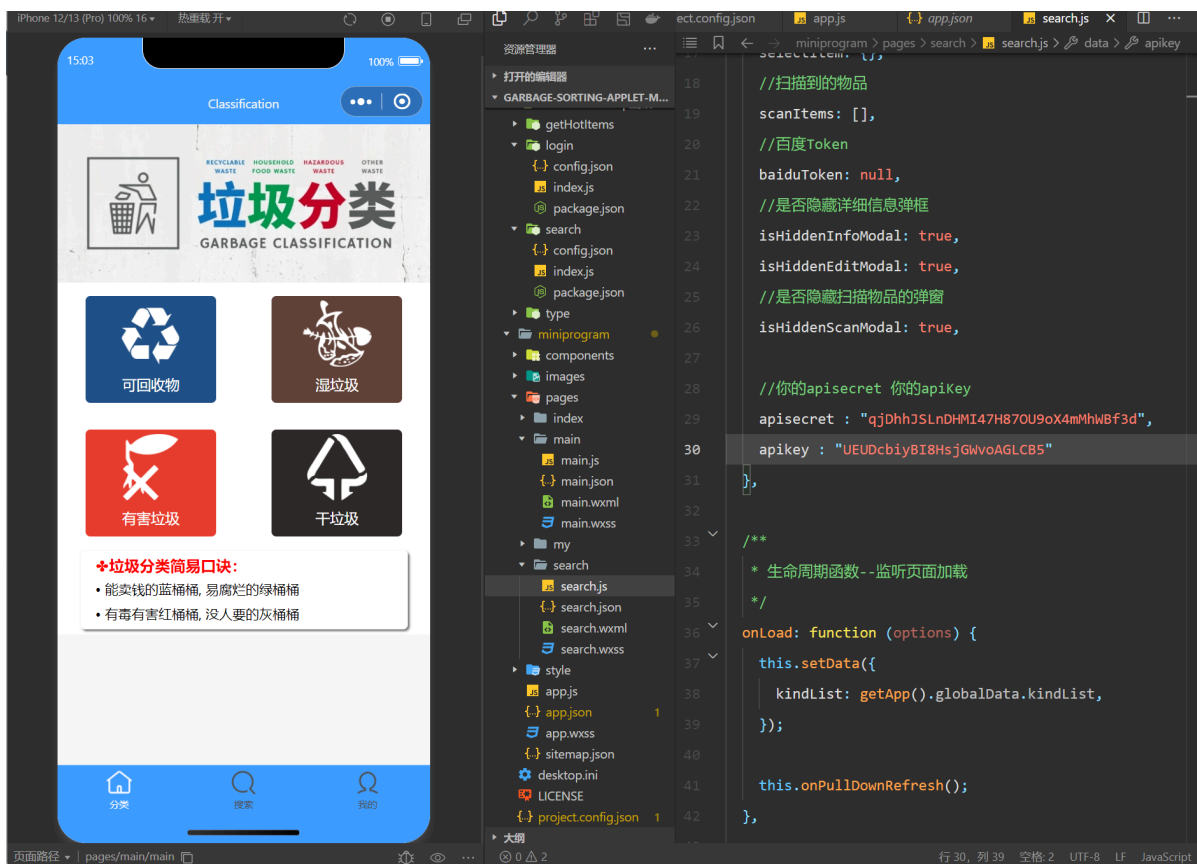 iPhone 12/13 (Pro) 100% 16
热重载 开
15:03
100%
Classification
RECYCLABLE WASTE
HOUSEHOLD FOOD WASTE
HAZARDOUS WASTE
OTHER WASTE
垃圾分类
GARBAGE CLASSIFICATION
可回收物
湿垃圾
有害垃圾
干垃圾
✤垃圾分类简易口诀:
• 能卖钱的蓝桶桶, 易腐烂的绿桶桶
• 有毒有害红桶桶, 没人要的灰桶桶
分类
搜索
我的
页面路径
pages/main/main
资源管理器
打开的编辑器
GARBAGE-SORTING-APPLET-M...
getHotItems
login
config.json
index.js
package.json
search
config.json
index.js
package.json
type
miniprogram
components
images
pages
index
main
main.js
main.json
main.wxml
main.wxss
my
search
search.js
search.json
search.wxml
search.wxss
style
app.js
app.json 1
app.wxss
sitemap.json
desktop.ini
LICENSE
project.config.json 1
大纲
0 2
ect.config.json
app.js
app.json
search.js
miniprogram > pages > search > search.js > data > apikey
selectItem: {},
18 //扫描到的物品
19 scanItems: [],
20 //百度Token
21 baiduToken: null,
22 //是否隐藏详细信息弹框
23 isHiddenInfoModal: true,
24 isHiddenEditModal: true,
25 //是否隐藏扫描物品的弹窗
26 isHiddenScanModal: true,
27
28 //你的apisecret 你的apiKey
29 apisecret : "qjDhhJSLnDHMI47H87OU9oX4mMhWBf3d",
30 apikey : "UEUDcbiyBI8HsjGWvoAGLCB5"
31 },
32
33 /**
34 * 生命周期函数--监听页面加载
35 */
36 onLoad: function (options) {
37 this.setData({
38 kindList: getApp().globalData.kindList,
39 });
40
41 this.onPullDownRefresh();
42 },
行 30，列 39
空格: 2
UTF-8
LF
JavaScript